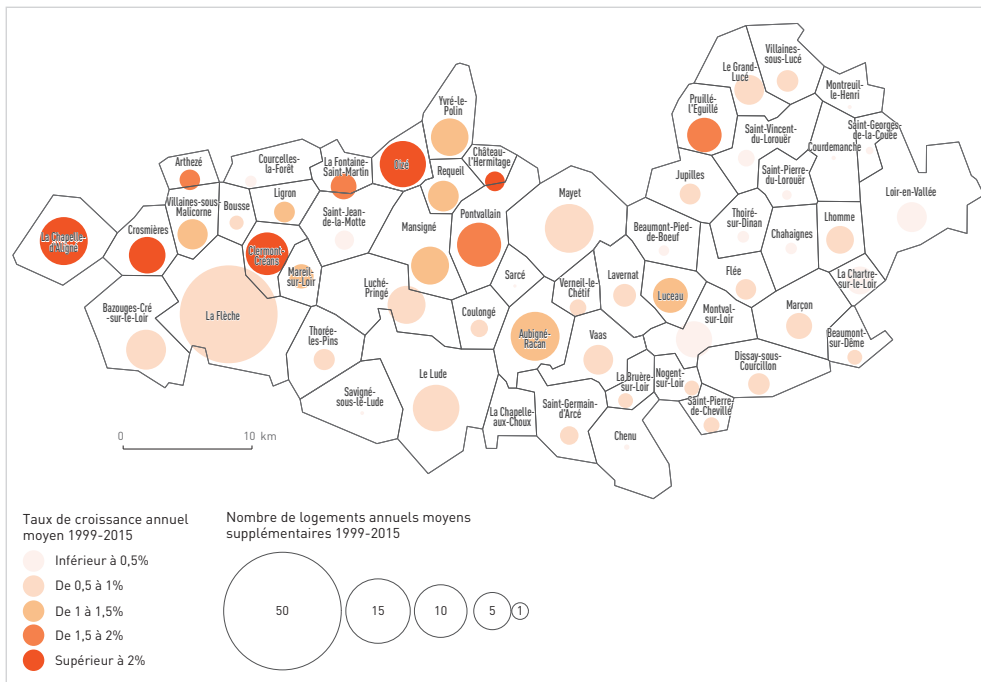 Villaines-
sous-Lucé
Le Grand-
Lucé
Montreuil-
le-Henri
Yvré-le-
Polin
Pruillé-
l'Eguillé
Saint-Georges-
de-la-Couée
Saint-Vincent-
du-Lorouër
Courdemanche
Château-
l'Hermitage
Oizé
Requeil
Arthezé
Courcelles-
la-Forêt
La Fontaine-
Saint-Martin
Saint-Pierre-
du-Lorouër
Jupilles
Loir-en-Vallée
Mayet
Ligron
Villaines-sous-
Malicorne
Bousse
Saint-Jean-
de-la-Motte
Pontvallain
Mansigné
Thoiré-
sur-Dinan
Lhomme
Chahaignes
Beaumont-Pied-
de-Boeuf
La Chapelle-
d'Aligné
Crosmières
Clermont-
Créans
Mareil-
sur-Loir
Flée
La Chartre-
sur-le-Loir
Sarcé
Verneil-le-
Chétif
Lavernat
Luceau
Luché-
Pringé
Bazouges-Cré
-sur-le-Loir
La Flèche
Coulongé
Montval-
sur-Loir
Marçon
Beaumont-
sur-Dême
Thorée-
les-Pins
Aubigné-
Racan
Vaas
Dissay-sous-
Courcillon
Le Lude
La Bruère-
sur-Loir
Nogent-
sur-Loir
Savigné-
sous-le-Lude
Saint-Germain-
d'Arcé
La Chapelle-
aux-Choux
Saint-Pierre-
de-Chevillé
Chenu
0 10 km
Taux de croissance annuel
moyen 1999-2015
Inférieur à 0,5%
De 0,5 à 1%
De 1 à 1,5%
De 1,5 à 2%
Supérieur à 2%
Nombre de logements annuels moyens
supplémentaires 1999-2015
50 15 10 5 1